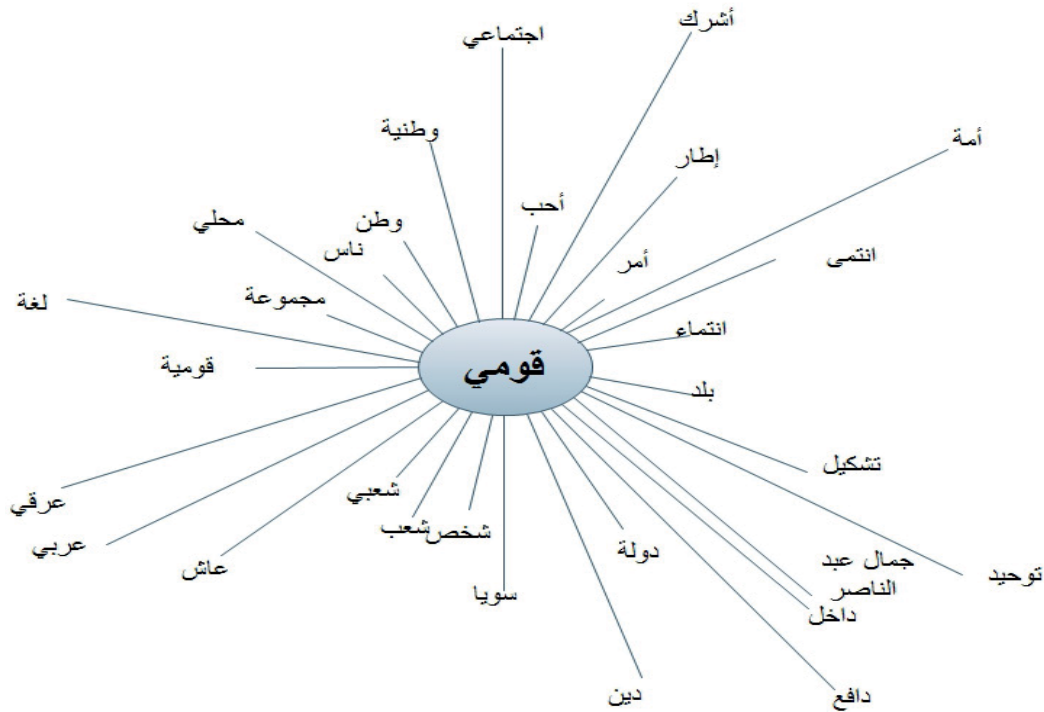 أشرك
اجتماعي
وطنية
أمة
إطار
أحب
وطن
محلي
ناس
أمر
انتمى
مجموعة
لغة
انتماء
قومية
قومي
بلد
تشكيل
شعبي
عرقي
شخص
شعب
عربي
دولة
عاش
جمال عبد
الناصر
توحيد
سويا
داخل
دين
دافع